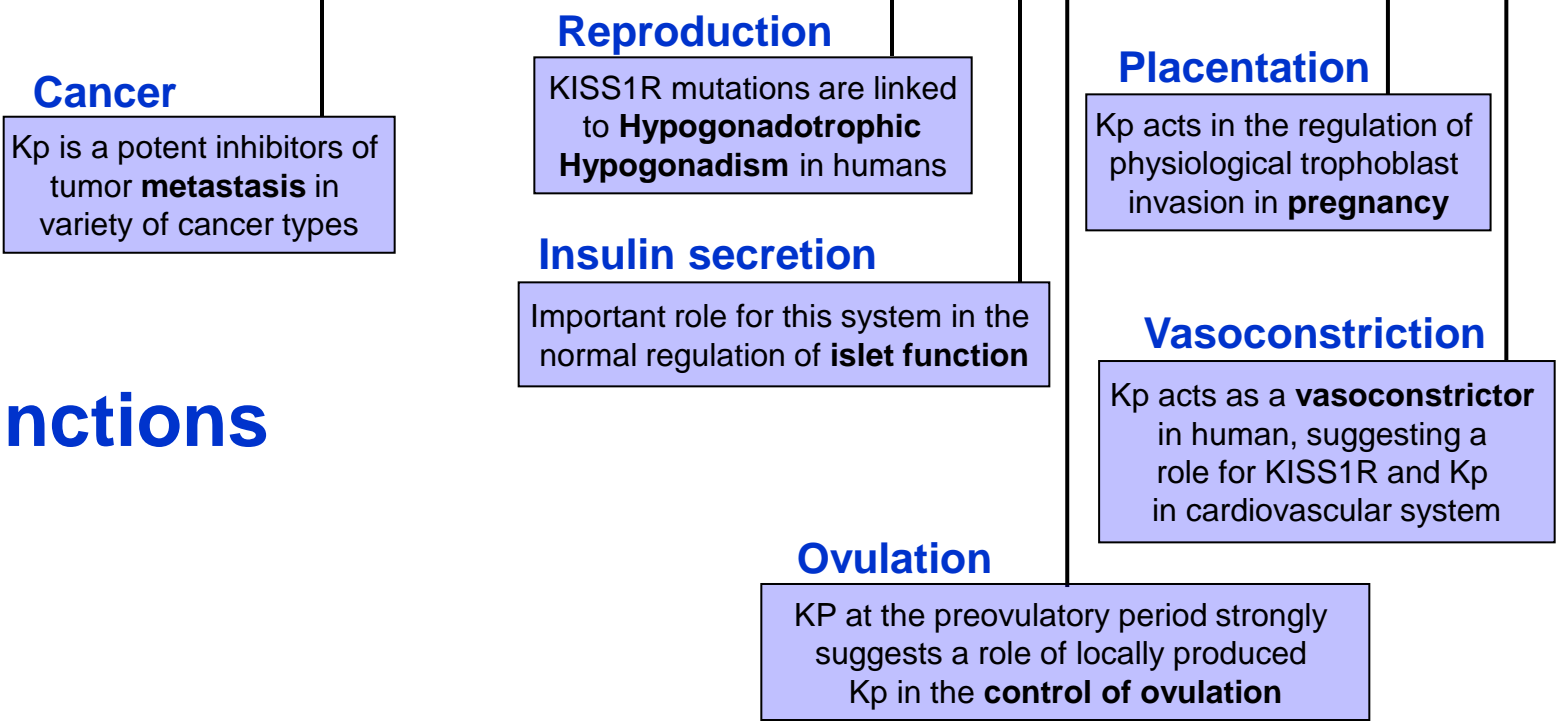 Cancer
Kp is a potent inhibitors of
tumor metastasis in
variety of cancer types
Reproduction
KISS1R mutations are linked
to Hypogonadotrophic
Hypogonadism in humans
Placentation
Kp acts in the regulation of
physiological trophoblast
invasion in pregnancy
Insulin secretion
Important role for this system in the
normal regulation of islet function
Vasoconstriction
Kp acts as a vasoconstrictor
in human, suggesting a
role for KISS1R and Kp
in cardiovascular system
nctions
Ovulation
KP at the preovulatory period strongly
suggests a role of locally produced
Kp in the control of ovulation